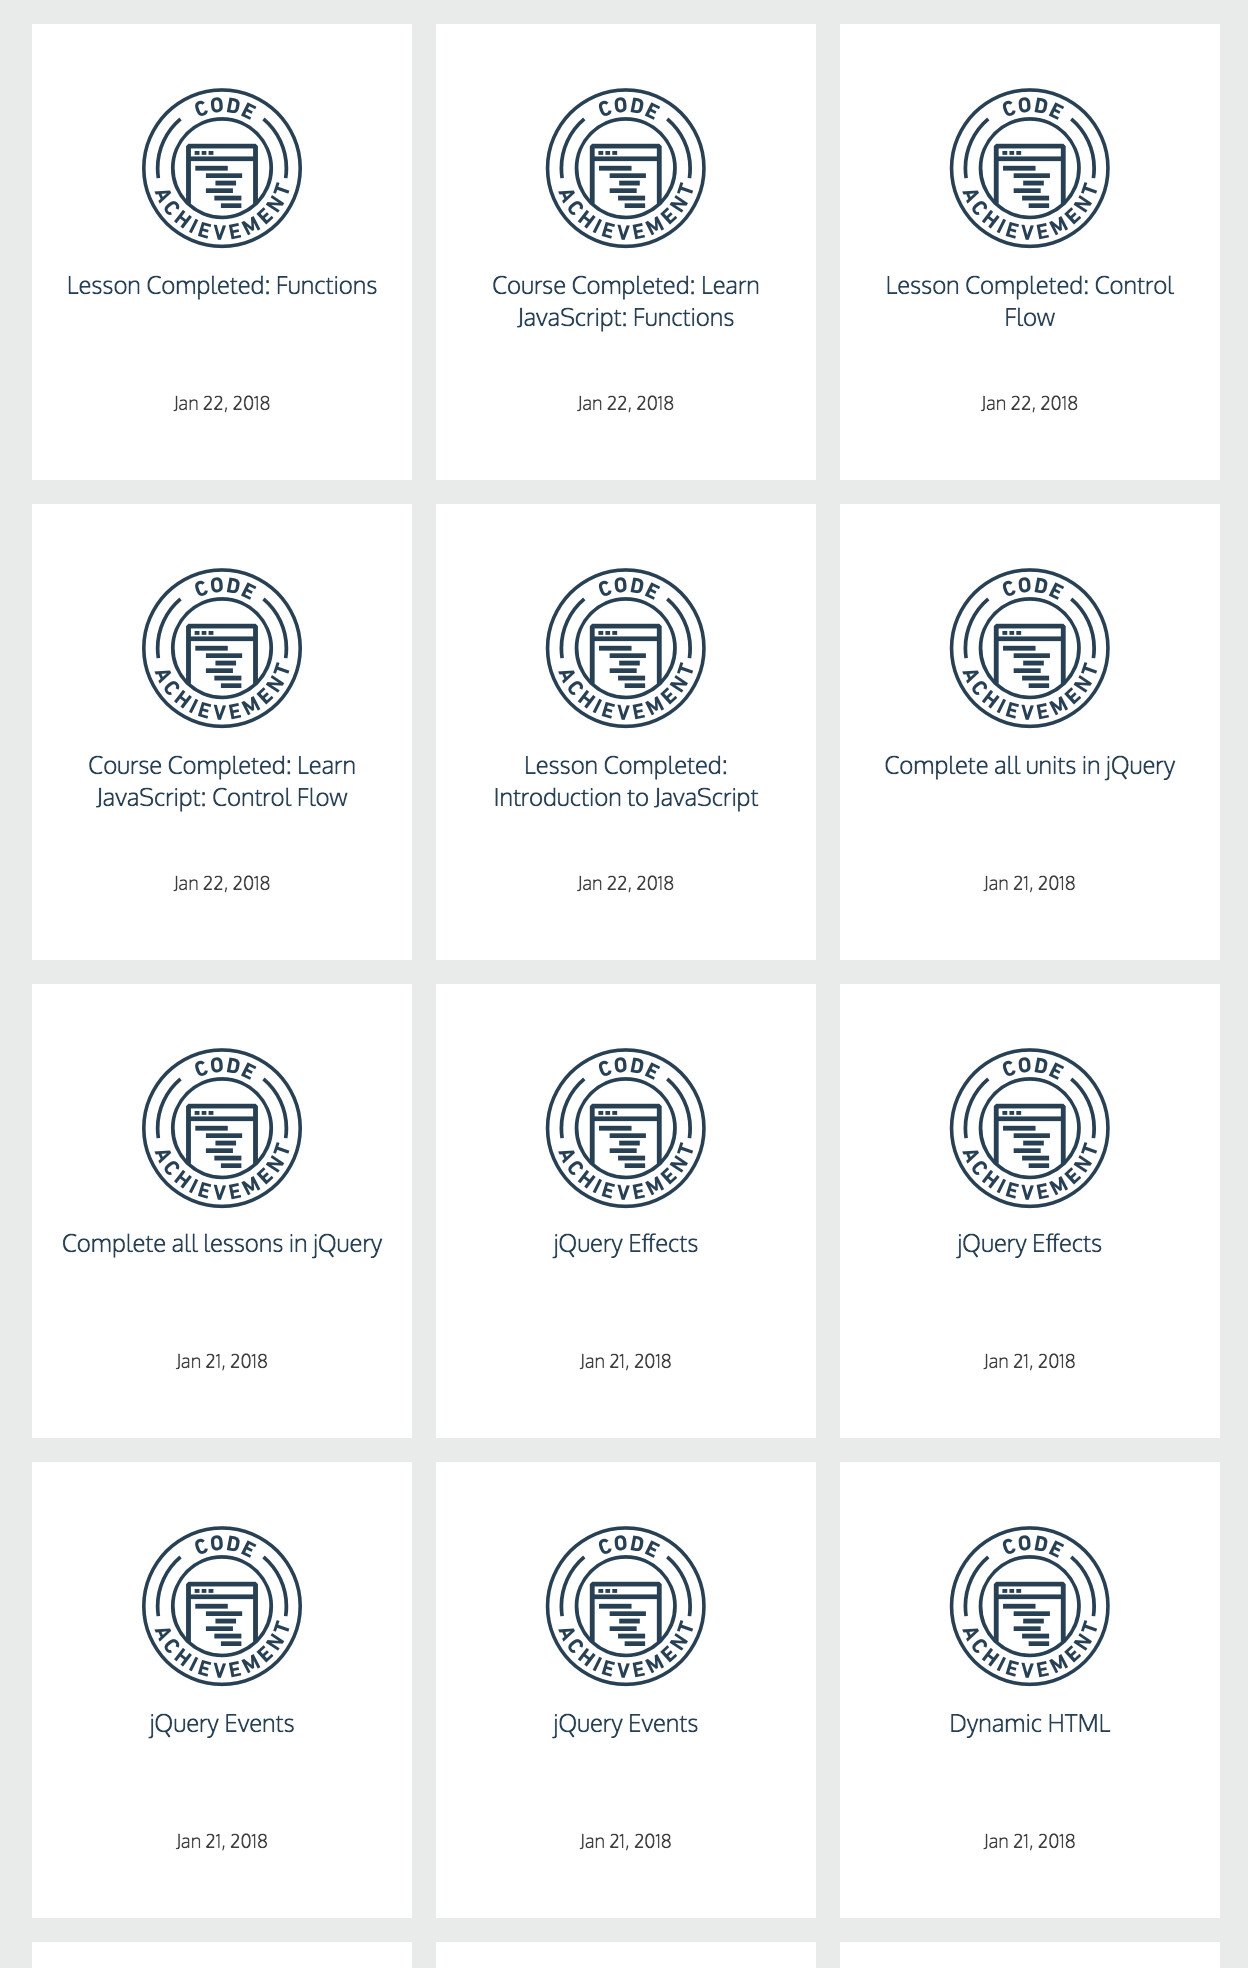 CODE
ACHIEVEMENT
Lesson Completed: Functions
Jan 22, 2018
CODE
ACHIEVEMENT
Course Completed: Learn
JavaScript: Functions
Jan 22, 2018
CODE
ACHIEVEMENT
Lesson Completed: Control
Flow
Jan 22, 2018
CODE
ACHIEVEMENT
Course Completed: Learn
JavaScript: Control Flow
Jan 22, 2018
CODE
ACHIEVEMENT
Lesson Completed:
Introduction to JavaScript
Jan 22, 2018
CODE
ACHIEVEMENT
Complete all units in jQuery
Jan 21, 2018
CODE
ACHIEVEMENT
Complete all lessons in jQuery
Jan 21, 2018
CODE
ACHIEVEMENT
jQuery Effects
Jan 21, 2018
CODE
ACHIEVEMENT
jQuery Effects
Jan 21, 2018
CODE
ACHIEVEMENT
jQuery Events
Jan 21, 2018
CODE
ACHIEVEMENT
jQuery Events
Jan 21, 2018
CODE
ACHIEVEMENT
Dynamic HTML
Jan 21, 2018